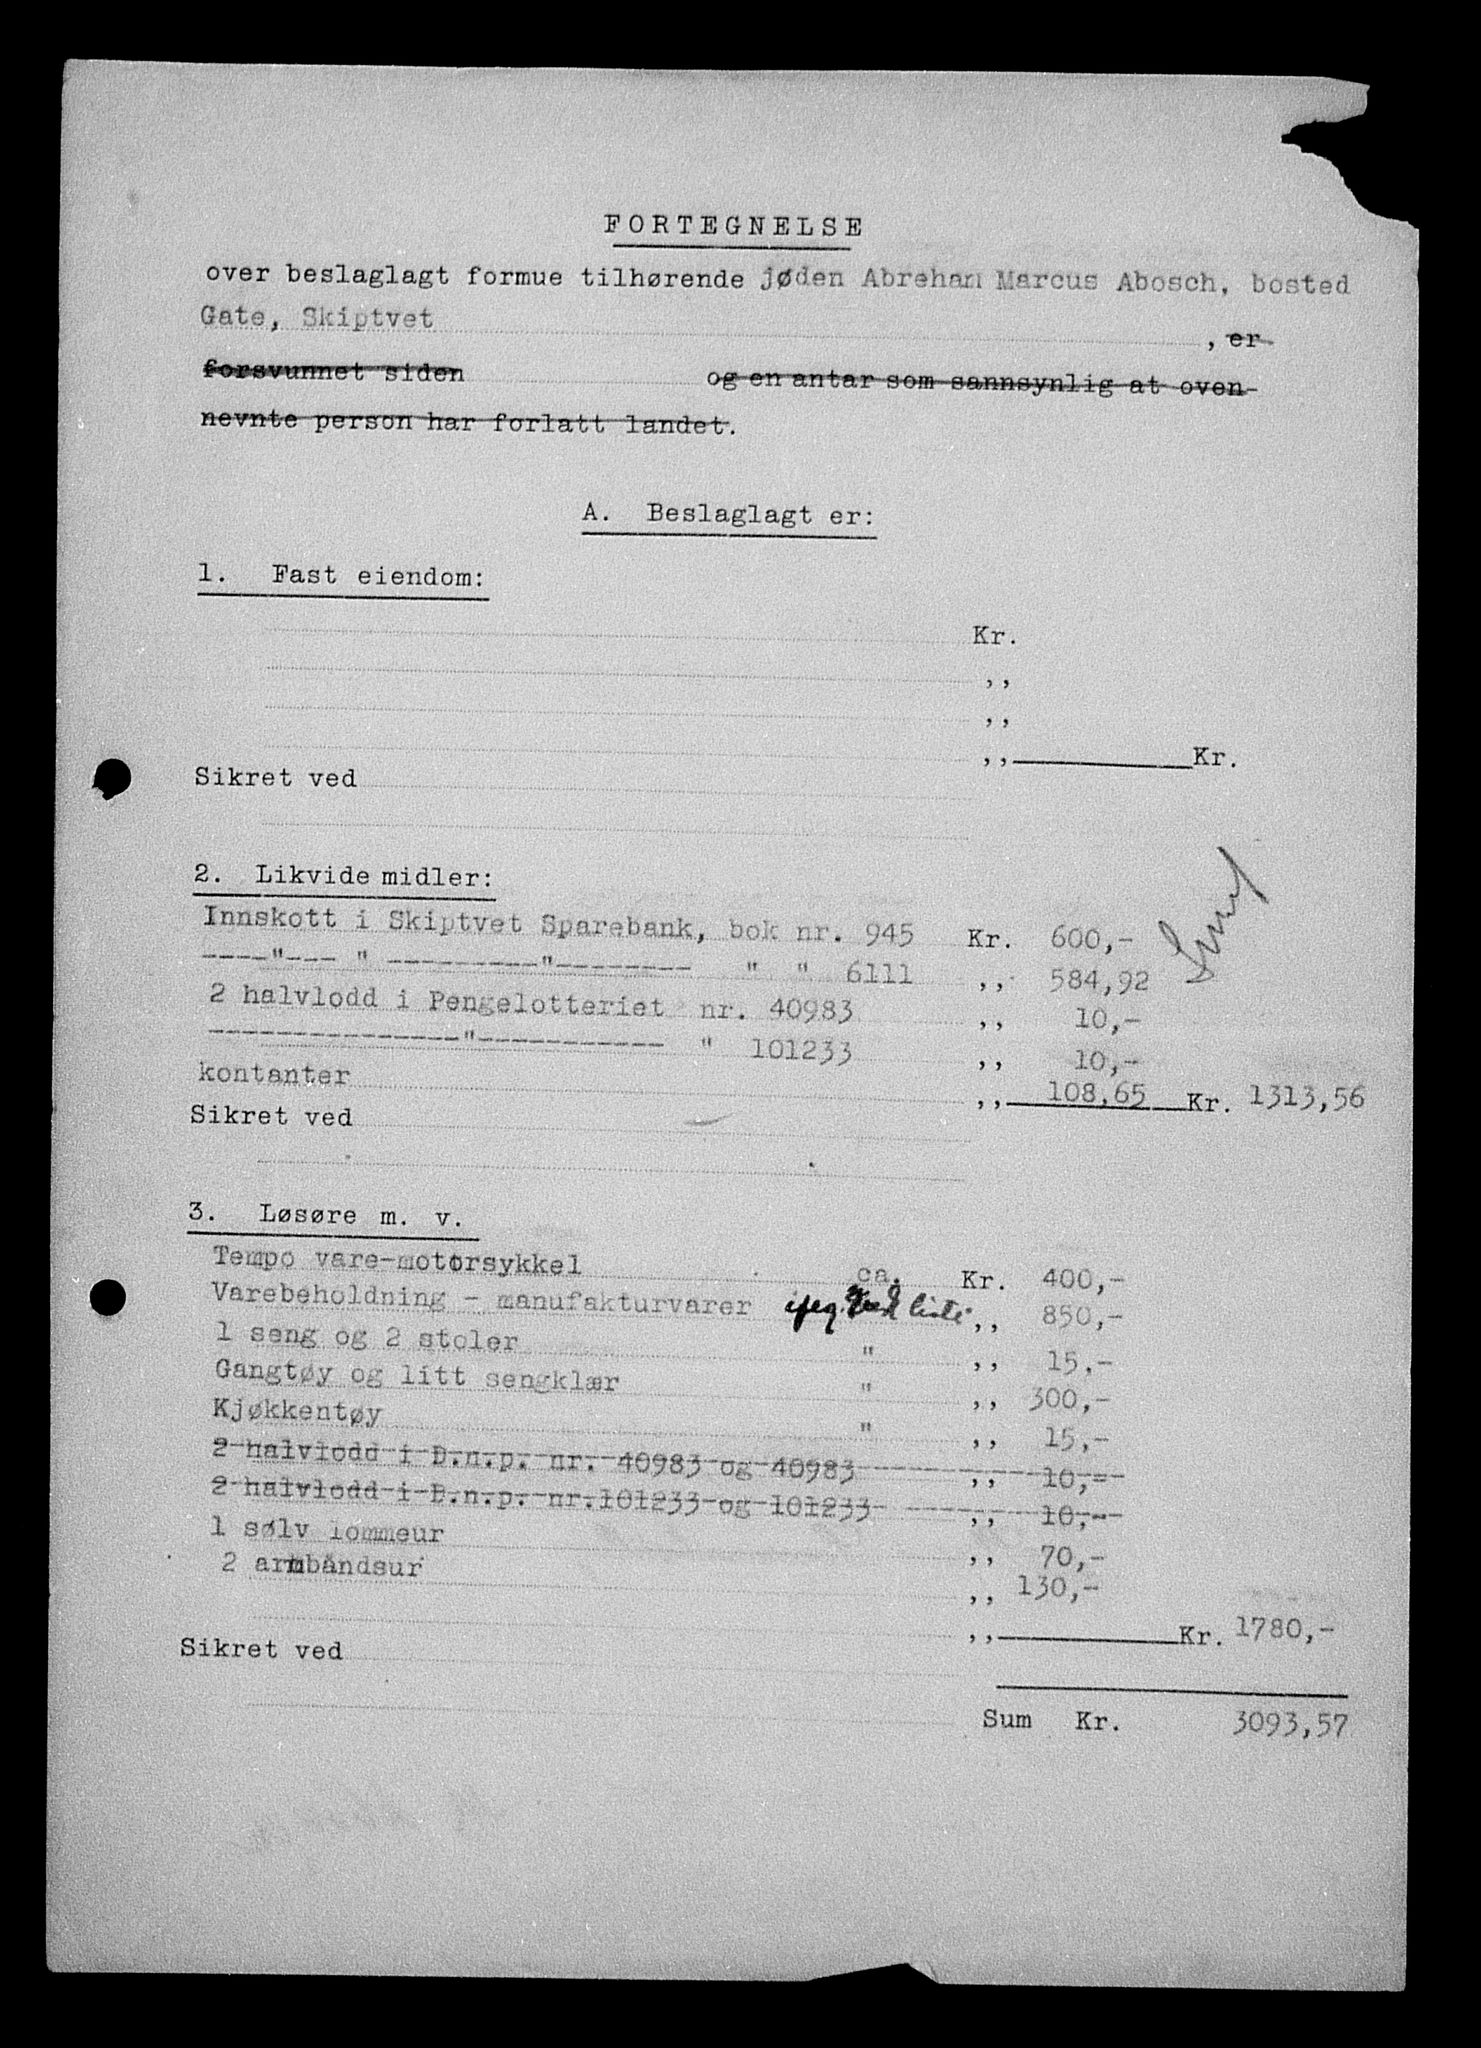 FORTEGNELSE
over beslaglagt formue tilhørende jøden Abreham Marcus Abosch, bosted
Gate, Skiptvet , er
forsvunnet siden og en antar som sannsynlig at oven-
nevnte person har forlatt landet.
A. Beslaglagt er:
1. Fast eiendom:
Kr.
,,
,,
,, Kr.
Sikret ved
2. Likvide midler:
Innskott i Skiptvet Sparebank, bok nr. 945 Kr. 600,-
----"--- " ---------"-------- " " 6111 ,, 584,92
2 halvlodd i Pengelotteriet nr. 40983 ,, 10,-
---------------"----------- " 101233 ,, 10,-
kontanter ,, 108,65 Kr. 1313,56
Sikret ved
3. Løsøre m. v.
Tempo vare-motorsykkel ca. Kr. 400,-
Varebeholdning - manufakturvarer liste ,, 850,-
1 seng og 2 stoler " ,, 15,-
Gangtøy og litt sengklær " ,, 300,-
Kjøkkentøy " ,, 15,-
2 halvlodd i D.n.p. nr. 40983 og 40983 ,, 10,-
2 halvlodd i D.n.p. nr.101233 og 101233 ,, 10,-
1 sølv lommeur ,, 70,-
2 armbåndsur ,, 130,-
,, Kr. 1780,-
Sikret ved
Sum Kr. 3093,57